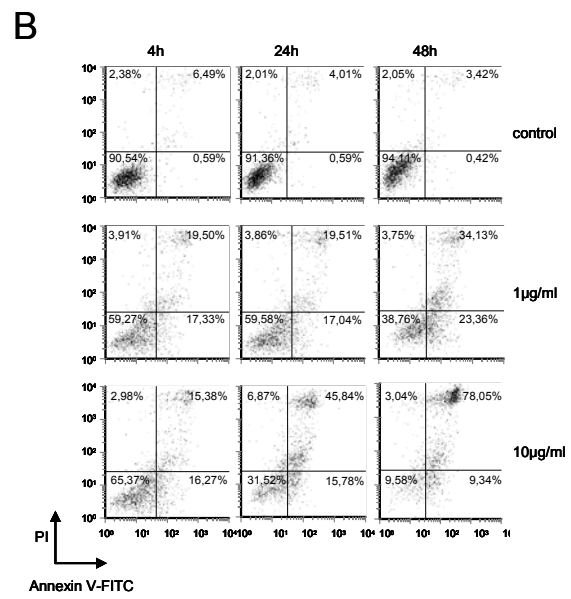 B
4h 24h 48h
10⁴ 2,38% 6,49% 2,01% 4,01% 2,05% 3,42%
10³
10² control
90,54% 0,59% 91,36% 0,59% 94,11% 0,42%
10¹
10⁰
10⁴ 3,91% 19,50% 3,86% 19,51% 3,75% 34,13%
10³
10² 1µg/ml
59,27% 17,33% 59,58% 17,04% 38,76% 23,36%
10¹
10⁰
10⁴ 2,98% 15,38% 6,87% 45,84% 3,04% 78,05%
10³
10² 10µg/ml
65,37% 16,27% 31,52% 15,78% 9,58% 9,34%
10¹
10⁰
10⁰ 10¹ 10² 10³ 10⁴ 10⁰ 10¹ 10² 10³ 10⁴ 10⁰ 10¹ 10² 10³
PI
Annexin V-FITC